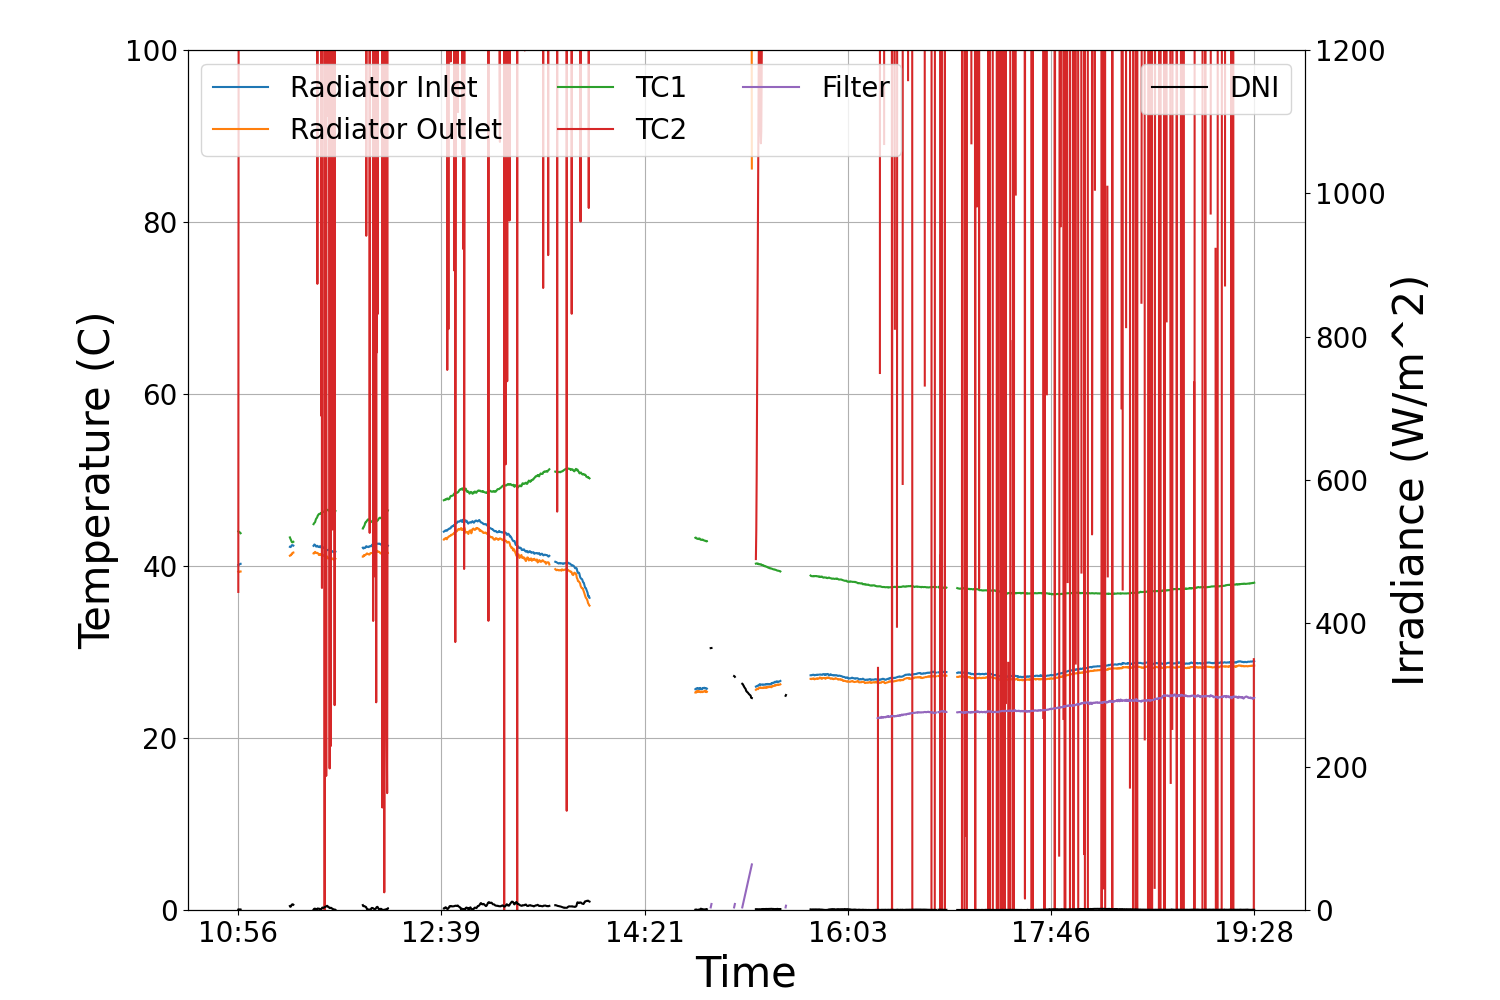 100
80
60
40
20
0
Temperature (C)
Radiator Inlet
Radiator Outlet
TC1
TC2
Filter
DNI
1200
1000
800
600
400
200
0
Irradiance (W/m^2)
10:56
12:39
14:21
16:03
17:46
19:28
Time